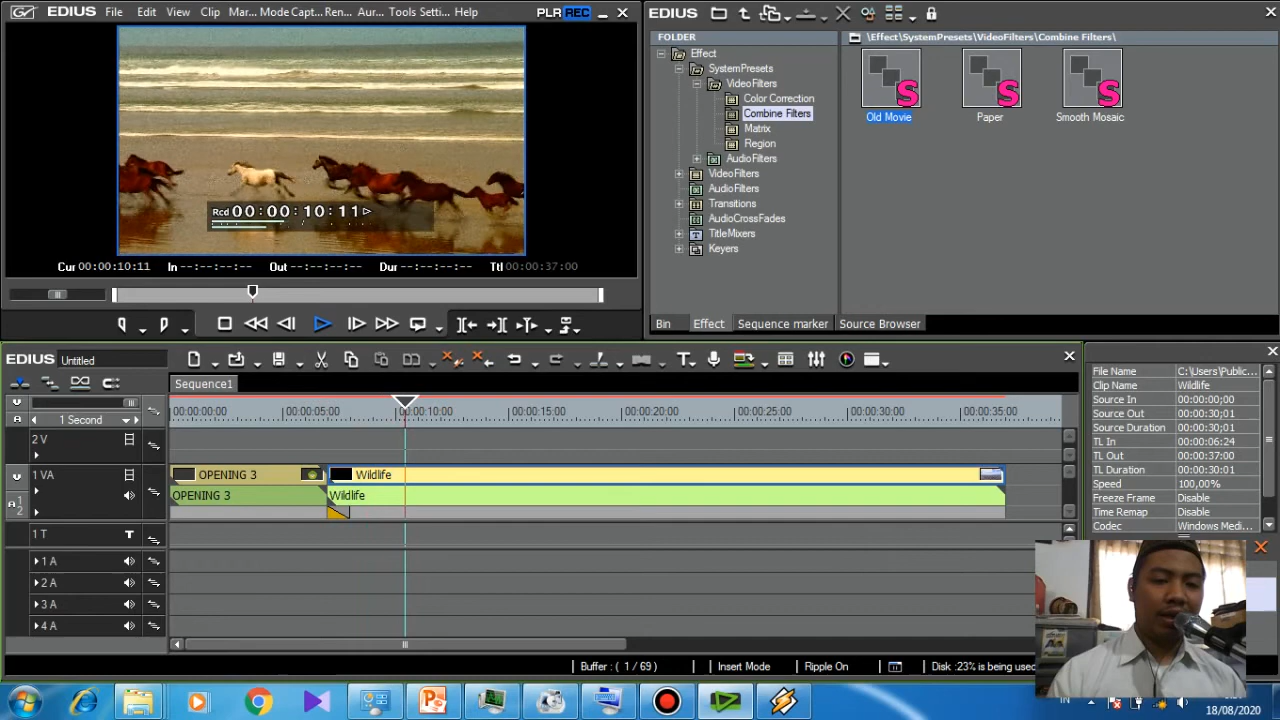 EDIUS File Edit View Clip Mar... Mode Capt... Ren... Aur... Tools Setti... Help PLR REC
Rcd 00:00:10:11
Cur 00:00:10:11 In --:--:--:-- Out --:--:--:-- Dur --:--:--:-- Ttl 00:00:37:00
EDIUS
FOLDER
Effect
SystemPresets
VideoFilters
Color Correction
Combine Filters
Matrix
Region
AudioFilters
VideoFilters
AudioFilters
Transitions
AudioCrossFades
TitleMixers
Keyers
\Effect\SystemPresets\VideoFilters\Combine Filters\
Old Movie Paper Smooth Mosaic
Bin Effect Sequence marker Source Browser
EDIUS Untitled
Sequence1
1 Second 00:00:00:00 00:00:05:00 00:00:10:00 00:00:15:00 00:00:20:00 00:00:25:00 00:00:30:00 00:00:35:00
2 V
1 VA OPENING 3 Wildlife
OPENING 3 Wildlife
1 T T
1 A
2 A
3 A
4 A
Buffer : ( 1 / 69 ) Insert Mode Ripple On Disk :23% is being used
File Name C:\Users\Public...
Clip Name Wildlife
Source In 00:00:00;00
Source Out 00:00:30;01
Source Duration 00:00:30;01
TL In 00:00:06:24
TL Out 00:00:37:00
TL Duration 00:00:30:01
Speed 100,00%
Freeze Frame Disable
Time Remap Disable
Codec Windows Medi...
IN
18/08/2020